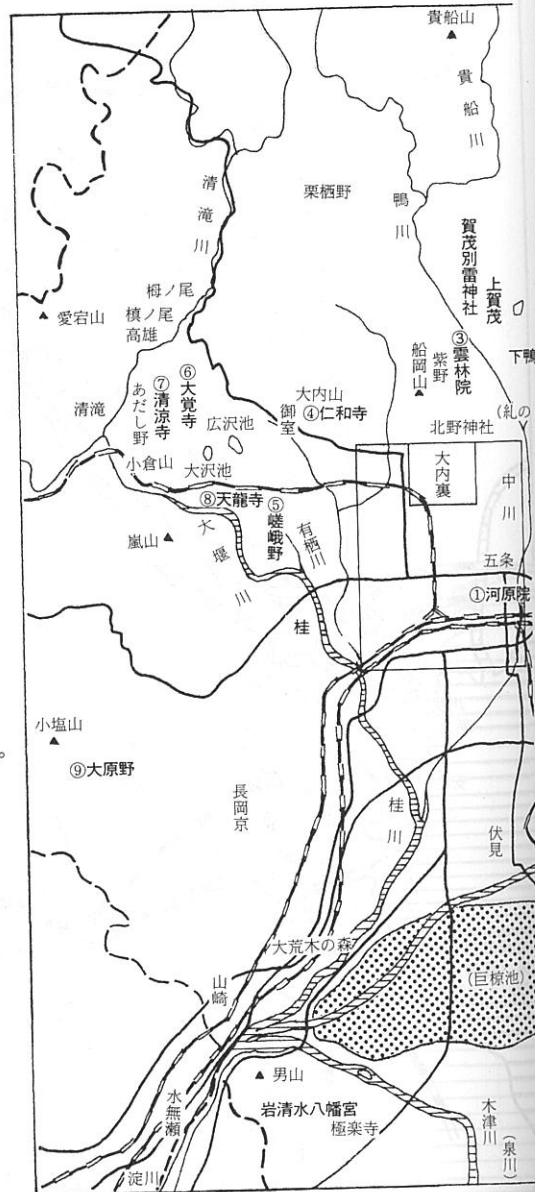 貴船山
貴船川
清滝川
栗栖野
鴨川
賀茂別雷神社
上賀茂
栂ノ尾
愛宕山
槙ノ尾
高雄
③雲林院
紫野
船岡山
下鴨
⑥大覚寺
⑦清涼寺
あだし野
大内山
④仁和寺
御室
広沢池
清滝
北野神社
(糺の
小倉山
大沢池
大内裏
中川
⑧天龍寺
⑤嵯峨野
有栖川
嵐山
大堰川
五条
①河原院
桂
小塩山
⑨大原野
長岡京
桂川
伏見
大荒木の森
山崎
(巨椋池)
男山
水無瀬
岩清水八幡宮
極楽寺
木津川
(泉川)
淀川
。